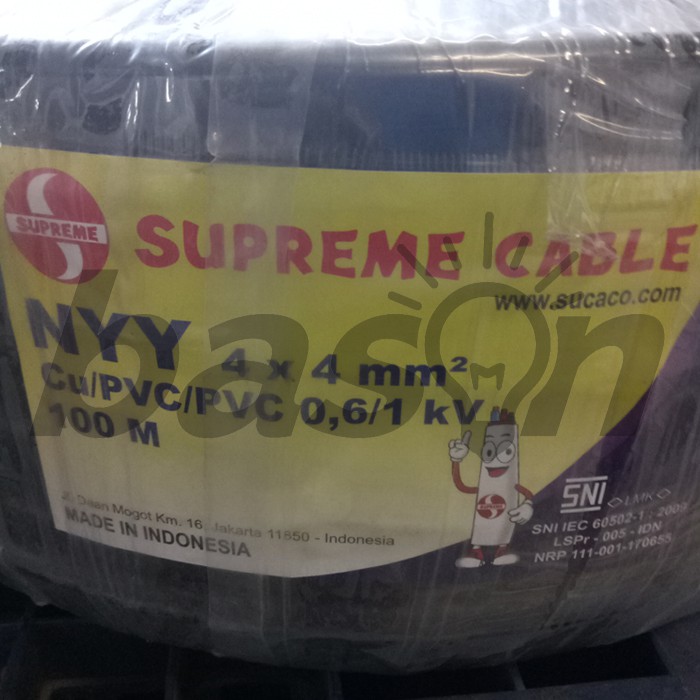 SUPREME
SUPREME CABLE
www.sucaco.com
NYY 4 x 4 mm²
Cu/PVC/PVC 0,6/1 kV
100 M
bason
Jl. Daan Mogot Km. 16, Jakarta 11850 - Indonesia
MADE IN INDONESIA
SNI LMK
SNI IEC 60502-1 : 2009
LSPr - 005 - IDN
NRP 111-001-170655